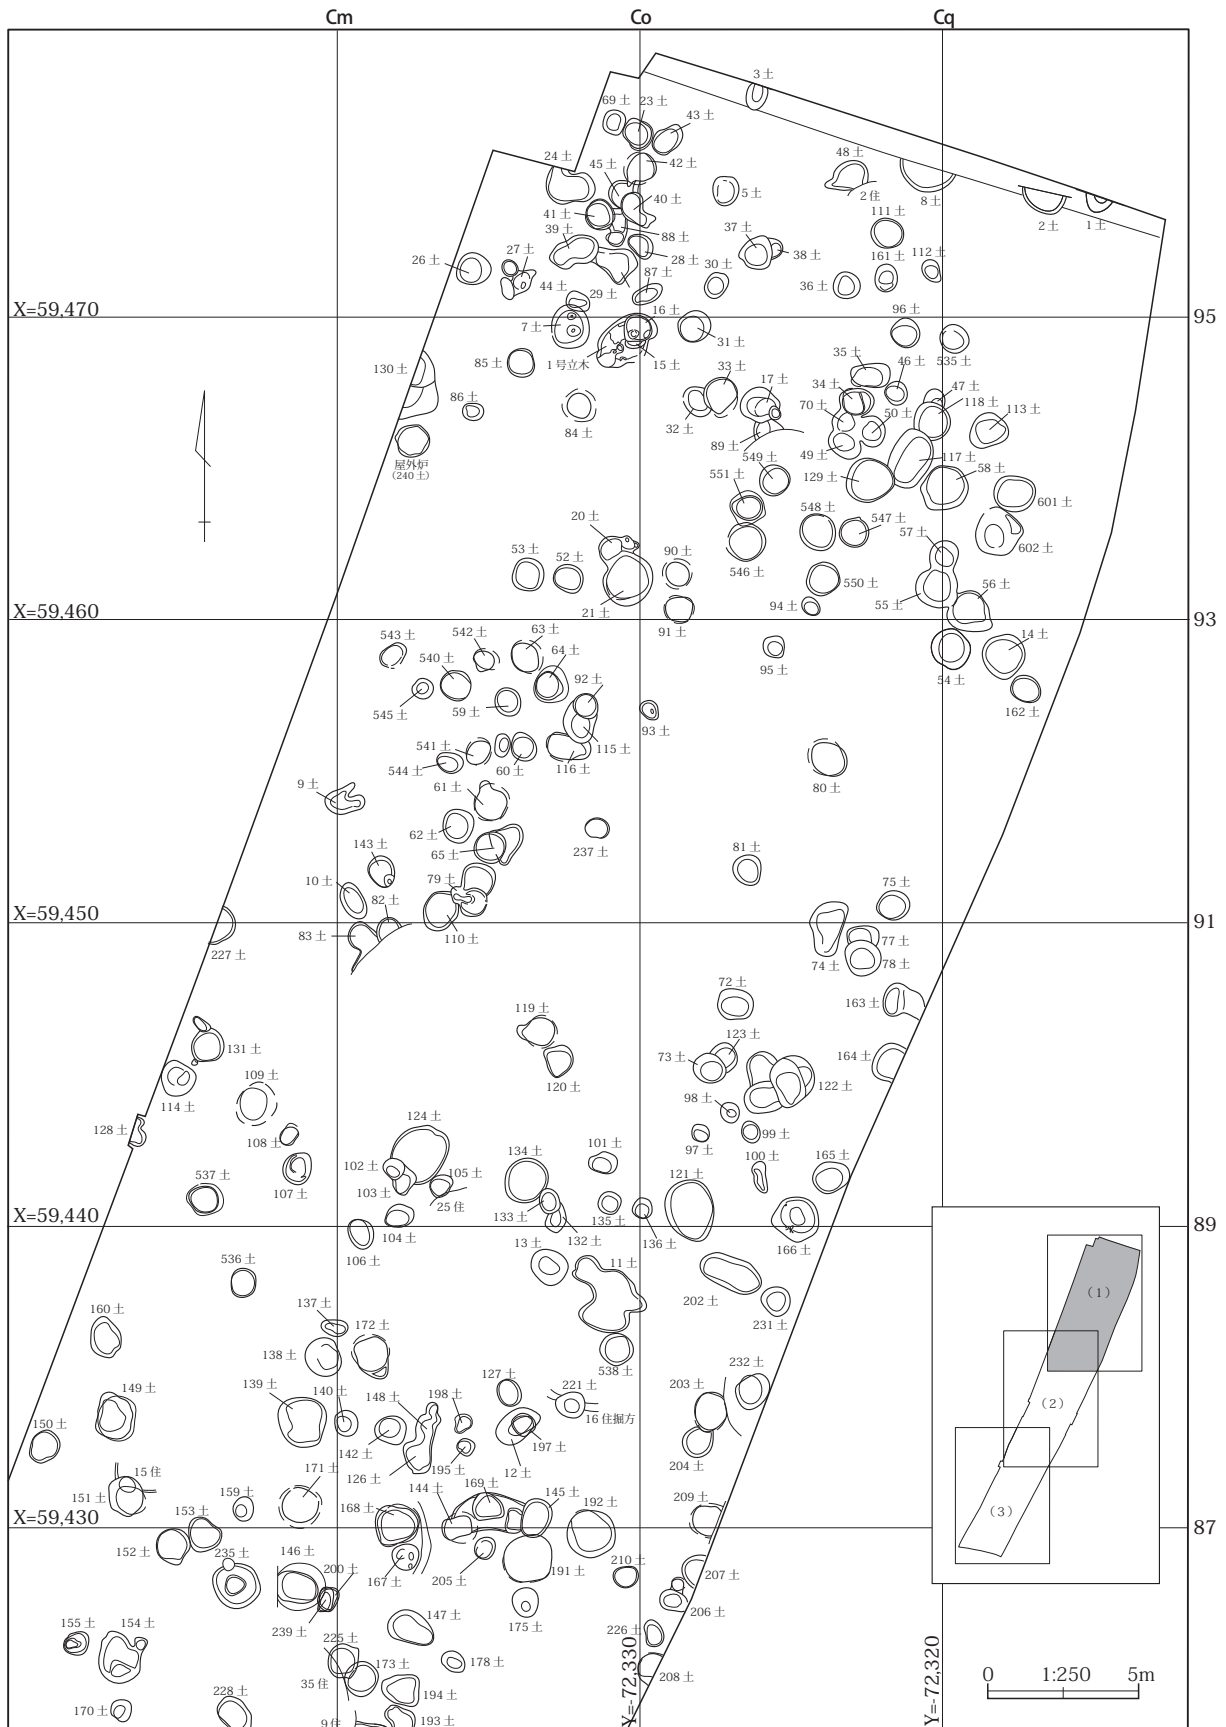 Cm Co Cq
3土
69土 23土 43土
24土 45土 42土 48土
5土 2住 8土 2土 1土
41土 40土 111土
39土 88土 37土 38土
26土 27土 28土 30土 161土 112土
44土 29土 87土 36土
X=59,470 95
7土 16土 96土
1号立木 15土 31土 535土
130土 85土 33土 35土 46土
86土 84土 32土 17土 34土 47土
70土 50土 118土 113土
屋外炉
(240土)
89土 49土 117土
549土 129土 58土
551土 601土
20土 548土 547土 57土 602土
53土 52土 90土 546土
550土 56土
21土 94土 55土
X=59,460 93
91土
543土 542土 63土 64土 95土 14土
540土 92土 54土
545土 59土 93土 162土
541土 115土
544土 60土 116土
9土 61土 80土
62土 237土
143土 65土 81土
10土 79土 75土
82土
X=59,450 91
83土 110土 77土
227土 74土 78土
72土 163土
119土 123土
131土 73土 164土
109土 120土 122土
114土 98土
128土 108土 124土 97土 99土
102土 105土 134土 101土 100土 165土
537土 107土 103土 25住 121土
133土 135土
X=59,440 89
104土 132土 136土 166土
106土 13土 11土
536土 202土
231土
160土 137土 172土
138土 538土
149土 139土 140土 148土 198土 127土 221土 203土 232土
150土 16住掘方
142土 195土 12土 197土
15住 171土 126土 204土
151土 159土 169土
153土 168土 144土 145土 192土 209土
X=59,430 87
152土 235土 146土 200土 167土 205土 191土 210土 207土
239土 147土 175土 206土
155土 154土 225土 226土
35住 173土 178土 208土
170土 228土 194土
9住 193土
Y=-72,330 Y=-72,320
(1)
(2)
(3)
0 1:250 5m